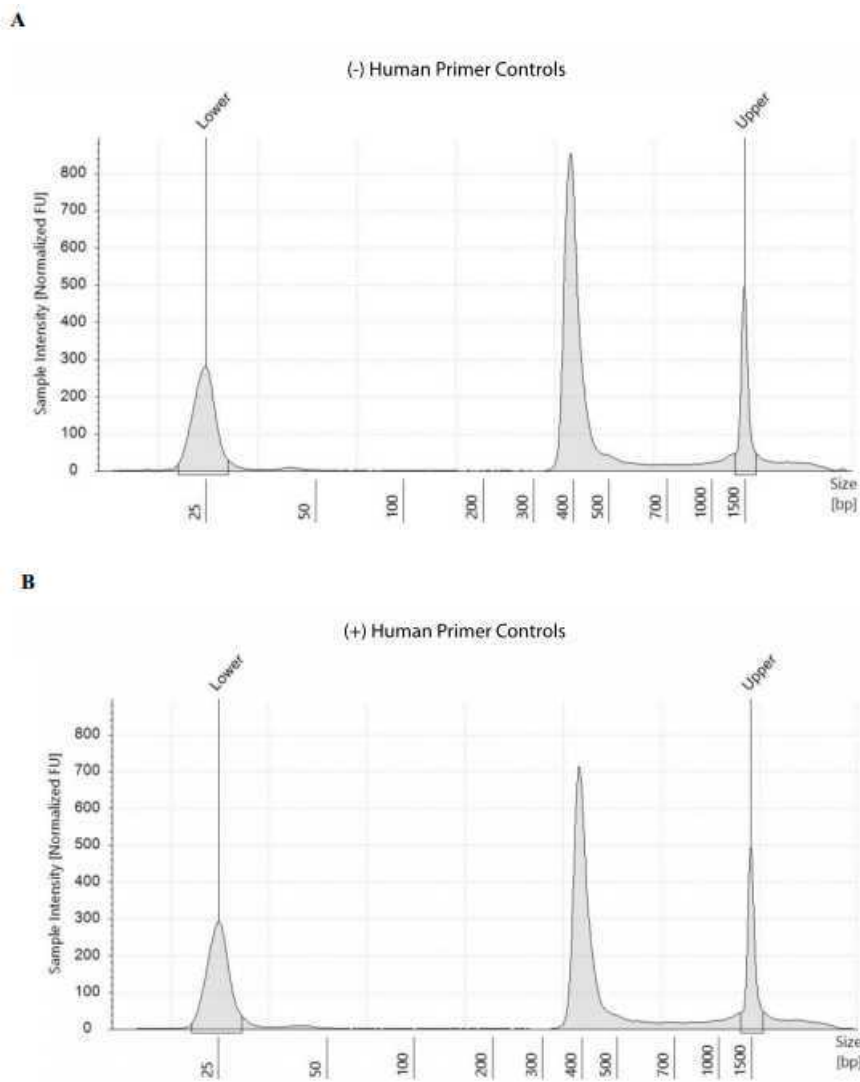 A
(-) Human Primer Controls
Lower
Upper
Sample Intensity [Normalized FU]
800
700
600
500
400
300
200
100
0
25
50
100
200
300
400
500
700
1000
1500
Size
[bp]
B
(+) Human Primer Controls
Lower
Upper
Sample Intensity [Normalized FU]
800
700
600
500
400
300
200
100
0
25
50
100
200
300
400
500
700
1000
1500
Size
[bp]